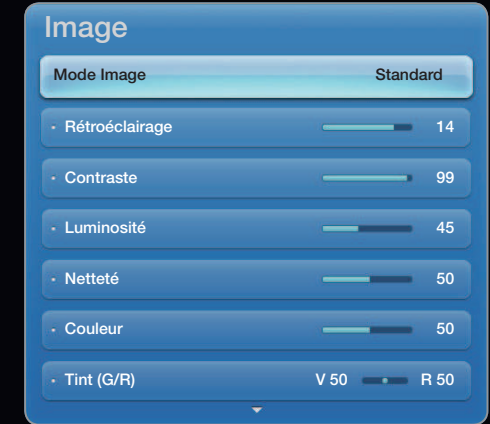 Image
Mode Image Standard
Rétroéclairage 14
Contraste 99
Luminosité 45
Netteté 50
Couleur 50
Tint (G/R) V 50 R 50